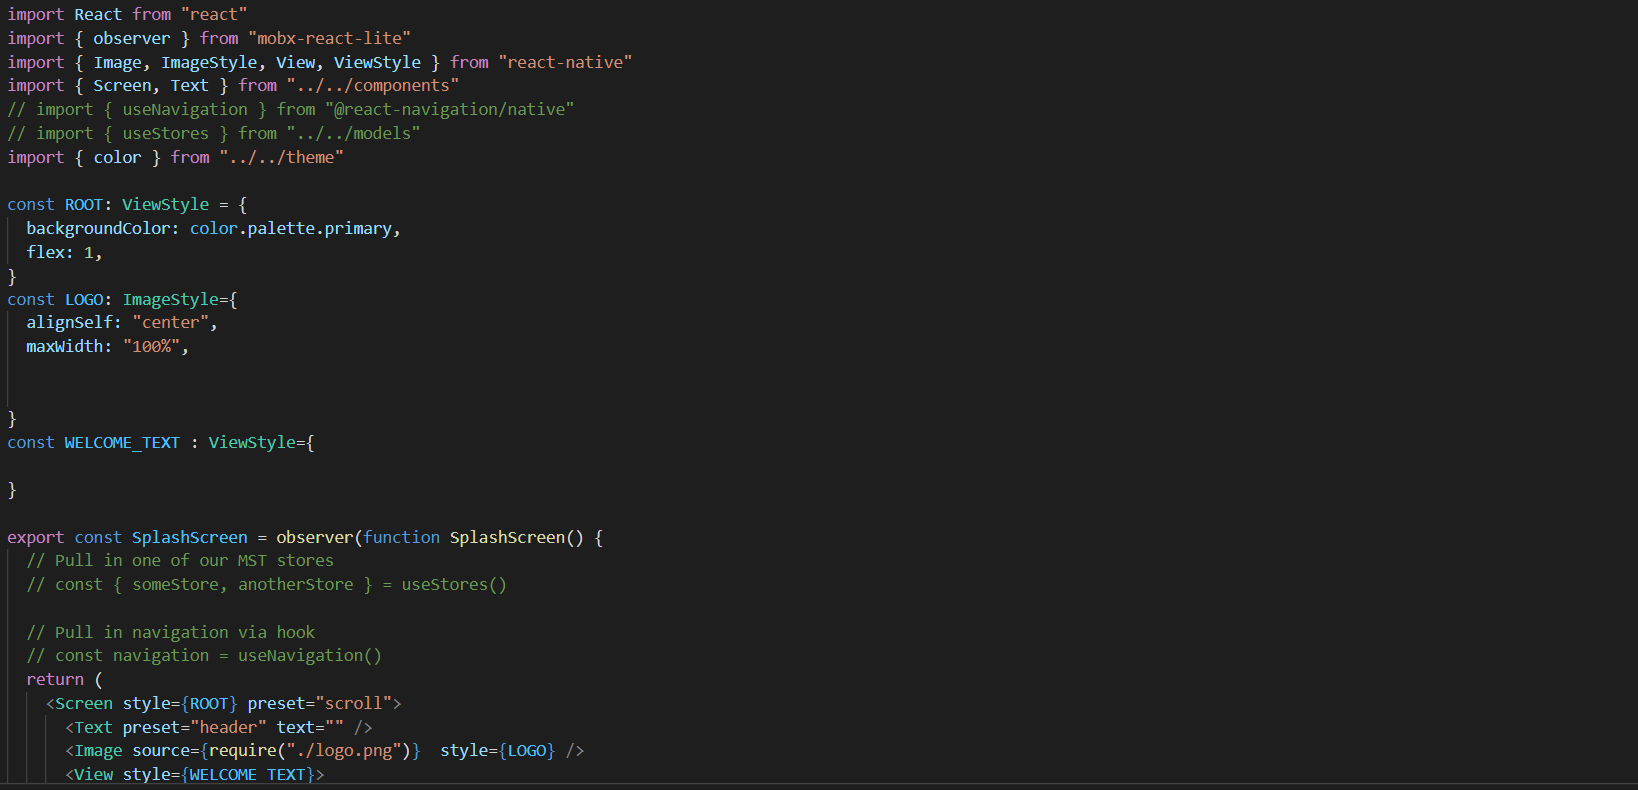 import React from "react"
import { observer } from "mobx-react-lite"
import { Image, ImageStyle, View, ViewStyle } from "react-native"
import { Screen, Text } from "../../components"
// import { useNavigation } from "@react-navigation/native"
// import { useStores } from "../../models"
import { color } from "../../theme"

const ROOT: ViewStyle = {
  backgroundColor: color.palette.primary,
  flex: 1,
}
const LOGO: ImageStyle={
  alignSelf: "center",
  maxWidth: "100%",


}
const WELCOME_TEXT : ViewStyle={

}

export const SplashScreen = observer(function SplashScreen() {
  // Pull in one of our MST stores
  // const { someStore, anotherStore } = useStores()

  // Pull in navigation via hook
  // const navigation = useNavigation()
  return (
    <Screen style={ROOT} preset="scroll">
      <Text preset="header" text="" />
      <Image source={require("./logo.png")}  style={LOGO} />
      <View style={WELCOME_TEXT}>